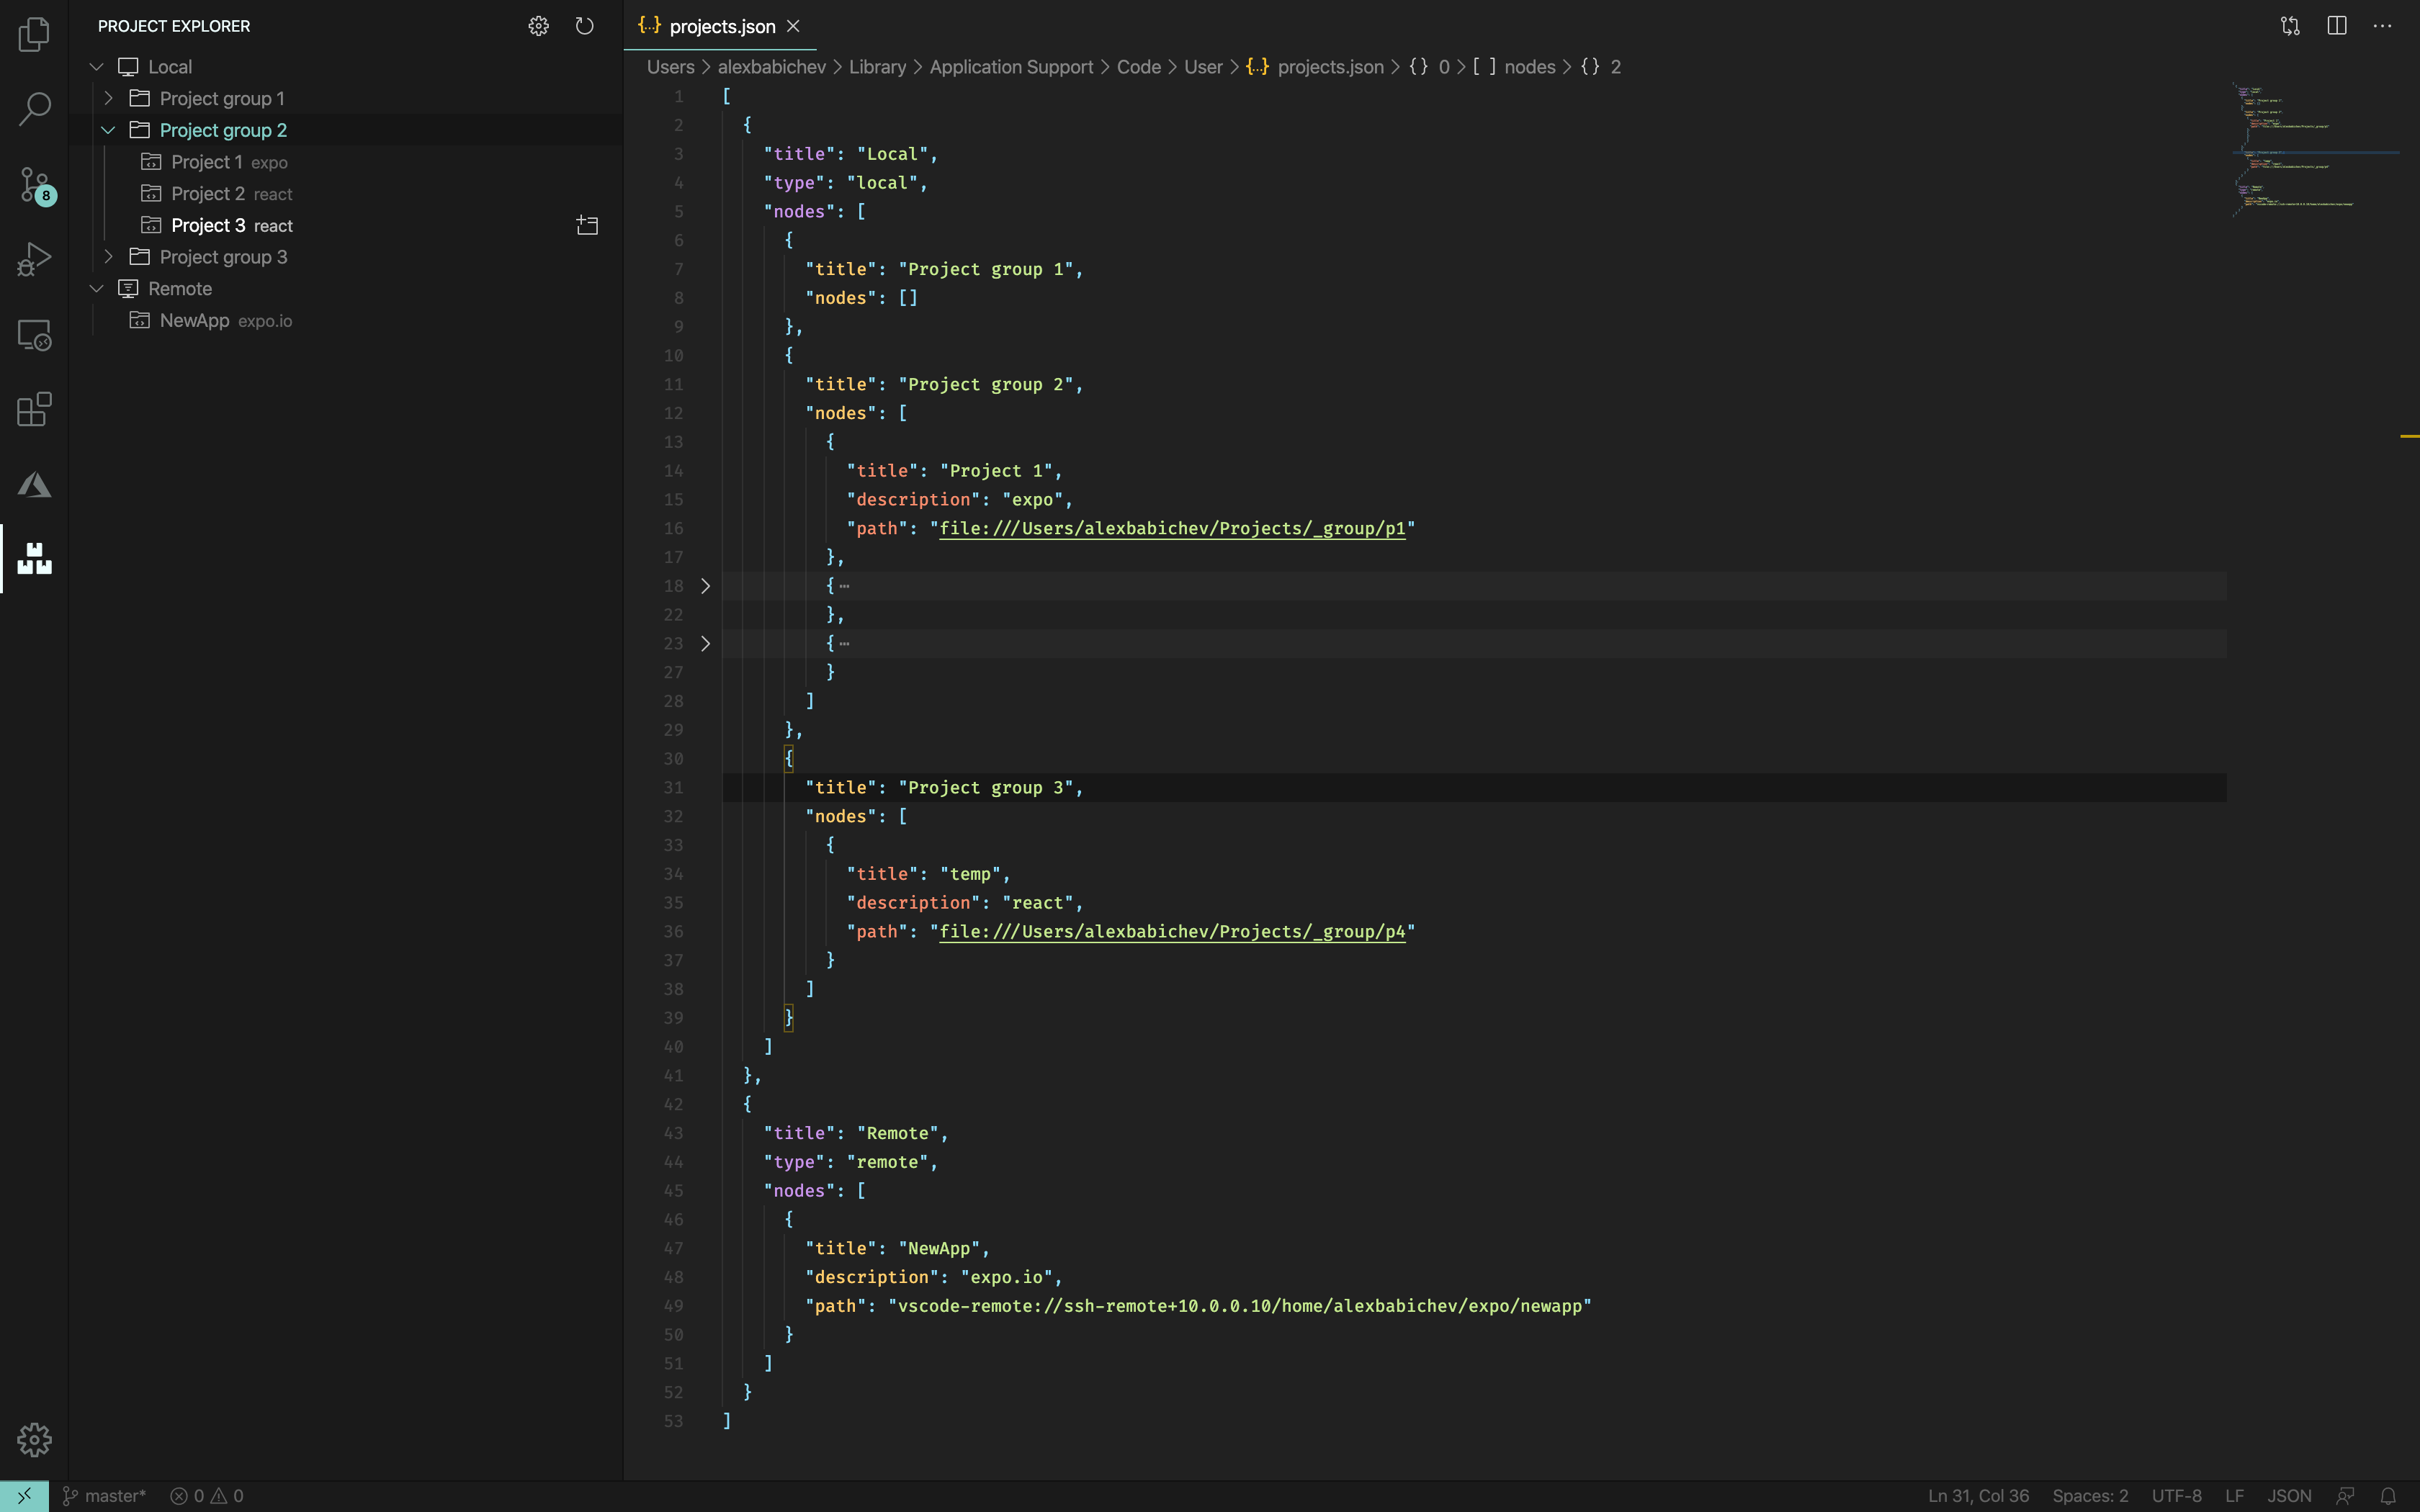 PROJECT EXPLORER
Local
Project group 1
Project group 2
Project 1 expo
Project 2 react
Project 3 react
Project group 3
Remote
NewApp expo.io
8
{..} projects.json
Users > alexbabichev > Library > Application Support > Code > User > {..} projects.json > {} 0 > [ ] nodes > {} 2
1 [
2 {
3 "title": "Local",
4 "type": "local",
5 "nodes": [
6 {
7 "title": "Project group 1",
8 "nodes": []
9 },
10 {
11 "title": "Project group 2",
12 "nodes": [
13 {
14 "title": "Project 1",
15 "description": "expo",
16 "path": "file:///Users/alexbabichev/Projects/_group/p1"
17 },
18 {…
22 },
23 {…
27 }
28 ]
29 },
30 {
31 "title": "Project group 3",
32 "nodes": [
33 {
34 "title": "temp",
35 "description": "react",
36 "path": "file:///Users/alexbabichev/Projects/_group/p4"
37 }
38 ]
39 }
40 ]
41 },
42 {
43 "title": "Remote",
44 "type": "remote",
45 "nodes": [
46 {
47 "title": "NewApp",
48 "description": "expo.io",
49 "path": "vscode-remote://ssh-remote+10.0.0.10/home/alexbabichev/expo/newapp"
50 }
51 ]
52 }
53 ]
master* 0 0
Ln 31, Col 36 Spaces: 2 UTF-8 LF JSON